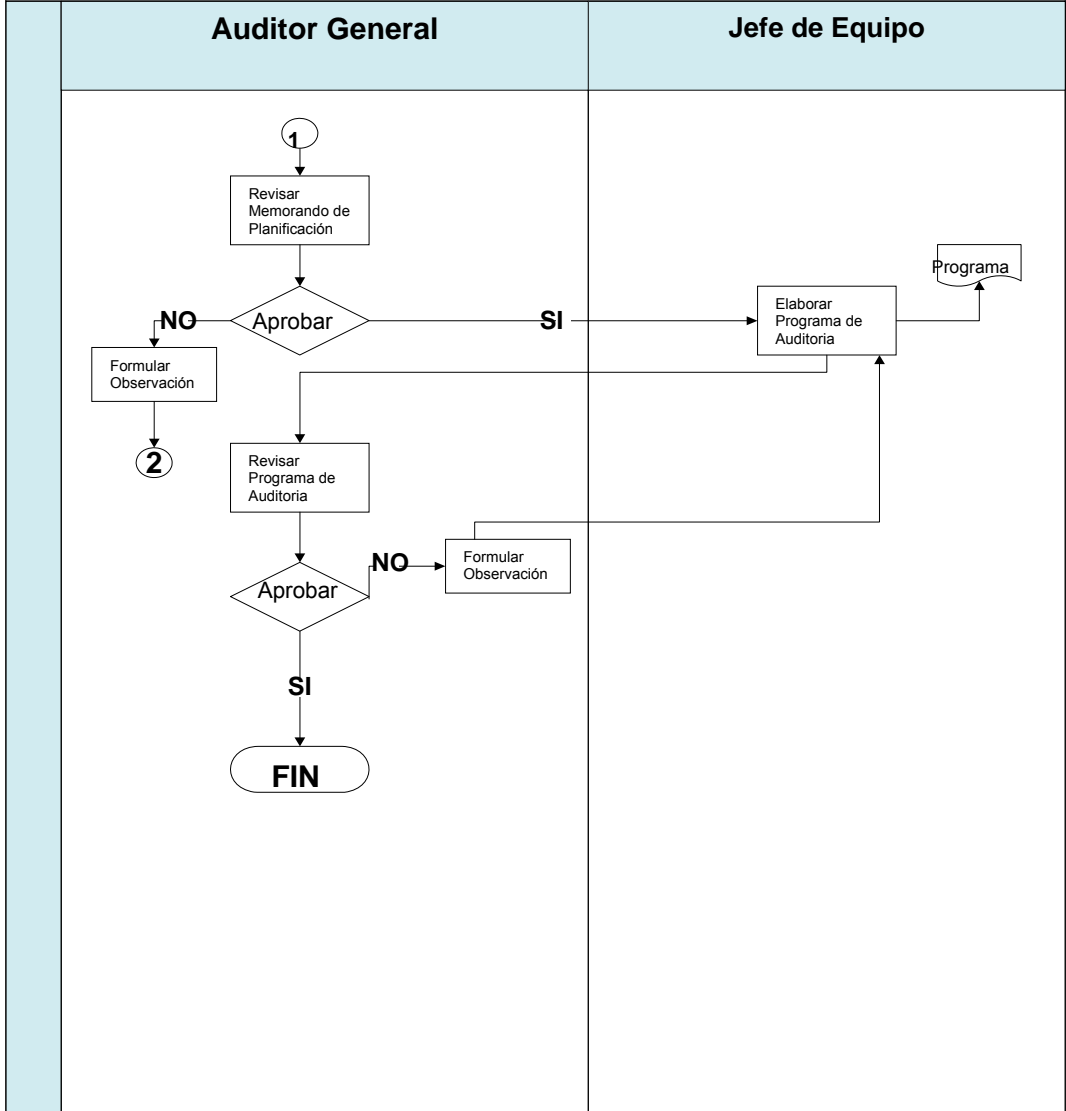 Auditor General
Jefe de Equipo
1
Revisar
Memorando de
Planificación
Programa
NO
Aprobar
SI
Elaborar
Programa de
Auditoria
Formular
Observación
2
Revisar
Programa de
Auditoria
NO
Formular
Observación
Aprobar
SI
FIN